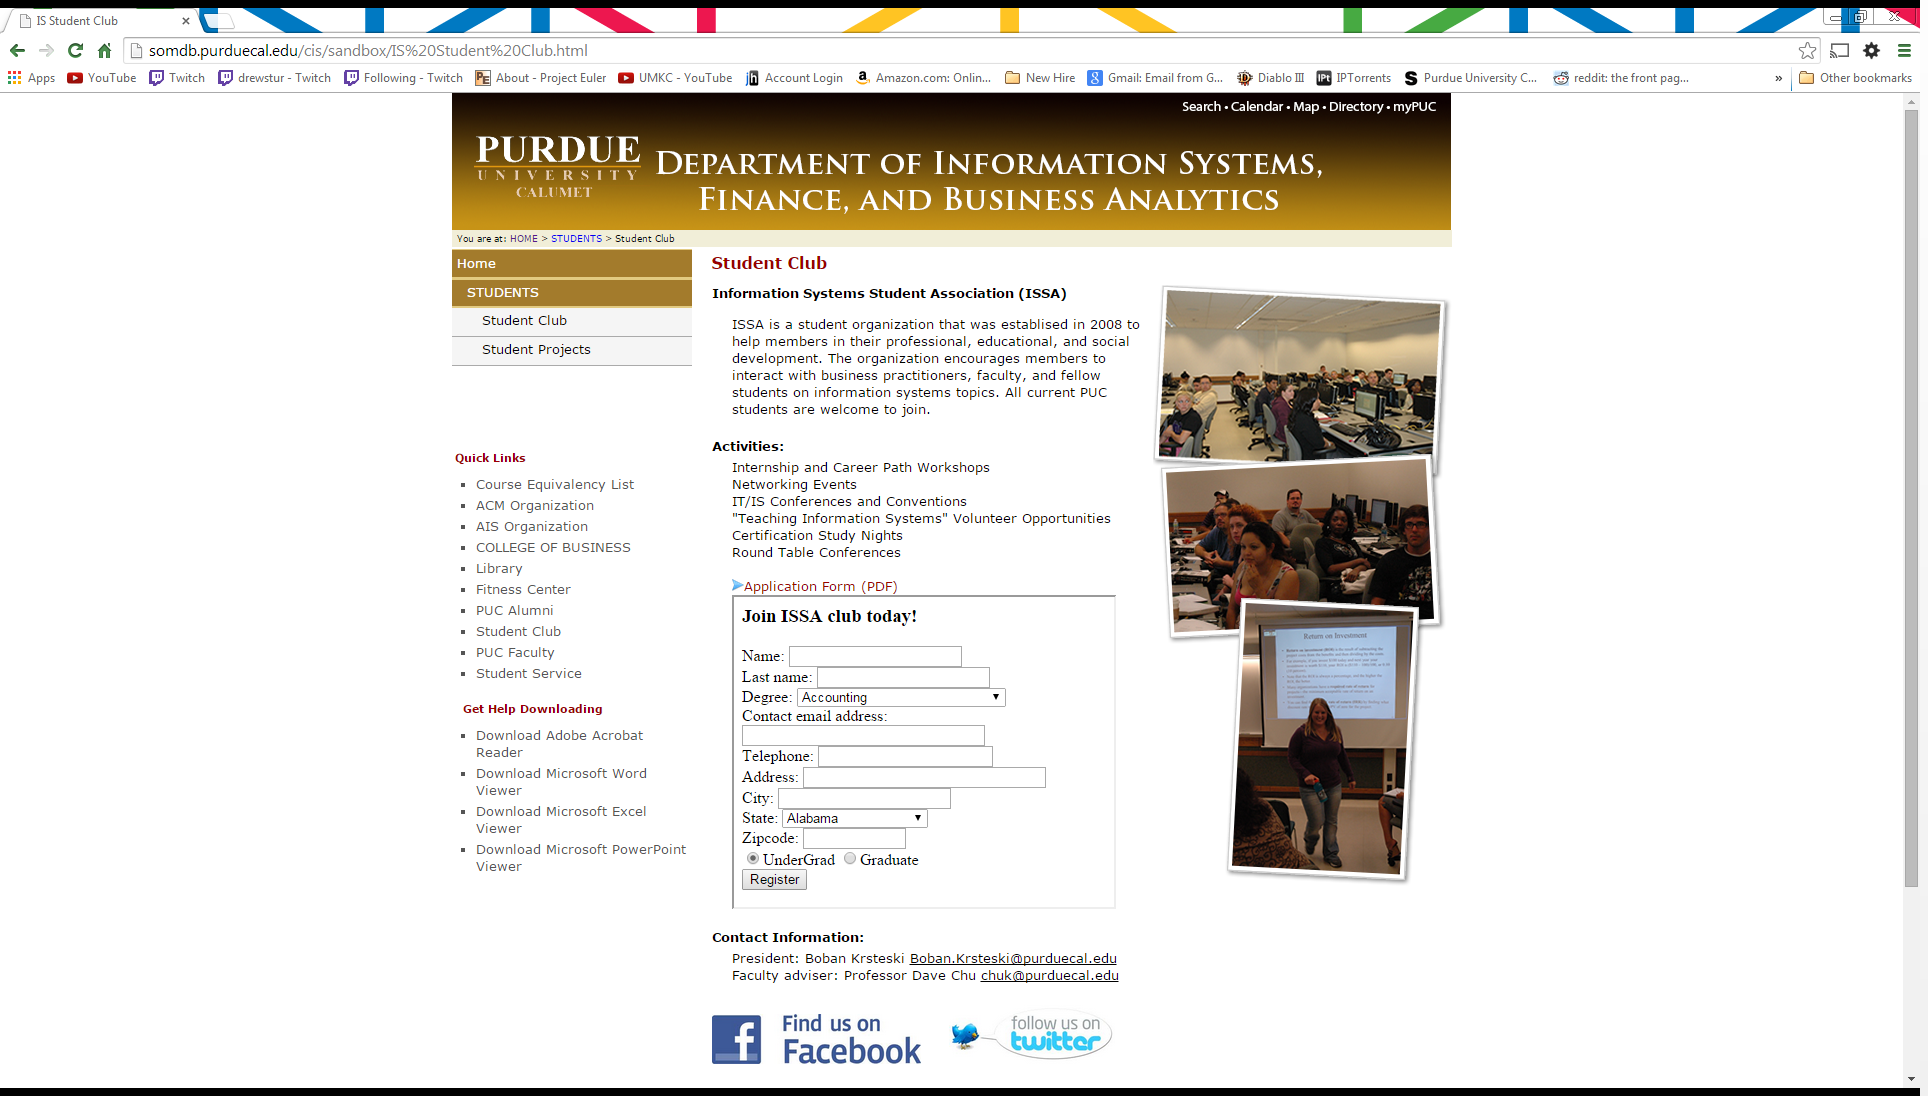 IS Student Club
somdb.purduecal.edu/cis/sandbox/IS%20Student%20Club.html
Apps YouTube Twitch drewstur - Twitch Following - Twitch About - Project Euler UMKC - YouTube Account Login Amazon.com: Onlin... New Hire Gmail: Email from G... Diablo III IPTorrents Purdue University C... reddit: the front pag... » Other bookmarks
Search • Calendar • Map • Directory • myPUC
PURDUE
UNIVERSITY
CALUMET
Department of Information Systems,
Finance, and Business Analytics
You are at: HOME > STUDENTS > Student Club
Home
STUDENTS
Student Club
Student Projects
Quick Links
Course Equivalency List
ACM Organization
AIS Organization
COLLEGE OF BUSINESS
Library
Fitness Center
PUC Alumni
Student Club
PUC Faculty
Student Service
Get Help Downloading
Download Adobe Acrobat
Reader
Download Microsoft Word
Viewer
Download Microsoft Excel
Viewer
Download Microsoft PowerPoint
Viewer
Student Club
Information Systems Student Association (ISSA)
ISSA is a student organization that was establised in 2008 to
help members in their professional, educational, and social
development. The organization encourages members to
interact with business practitioners, faculty, and fellow
students on information systems topics. All current PUC
students are welcome to join.
Activities:
Internship and Career Path Workshops
Networking Events
IT/IS Conferences and Conventions
"Teaching Information Systems" Volunteer Opportunities
Certification Study Nights
Round Table Conferences
Application Form (PDF)
Join ISSA club today!
Name:
Last name:
Degree: Accounting
Contact email address:
Telephone:
Address:
City:
State: Alabama
Zipcode:
UnderGrad Graduate
Register
Contact Information:
President: Boban Krsteski Boban.Krsteski@purduecal.edu
Faculty adviser: Professor Dave Chu chuk@purduecal.edu
Find us on
Facebook
follow us on
twitter
Return on Investment